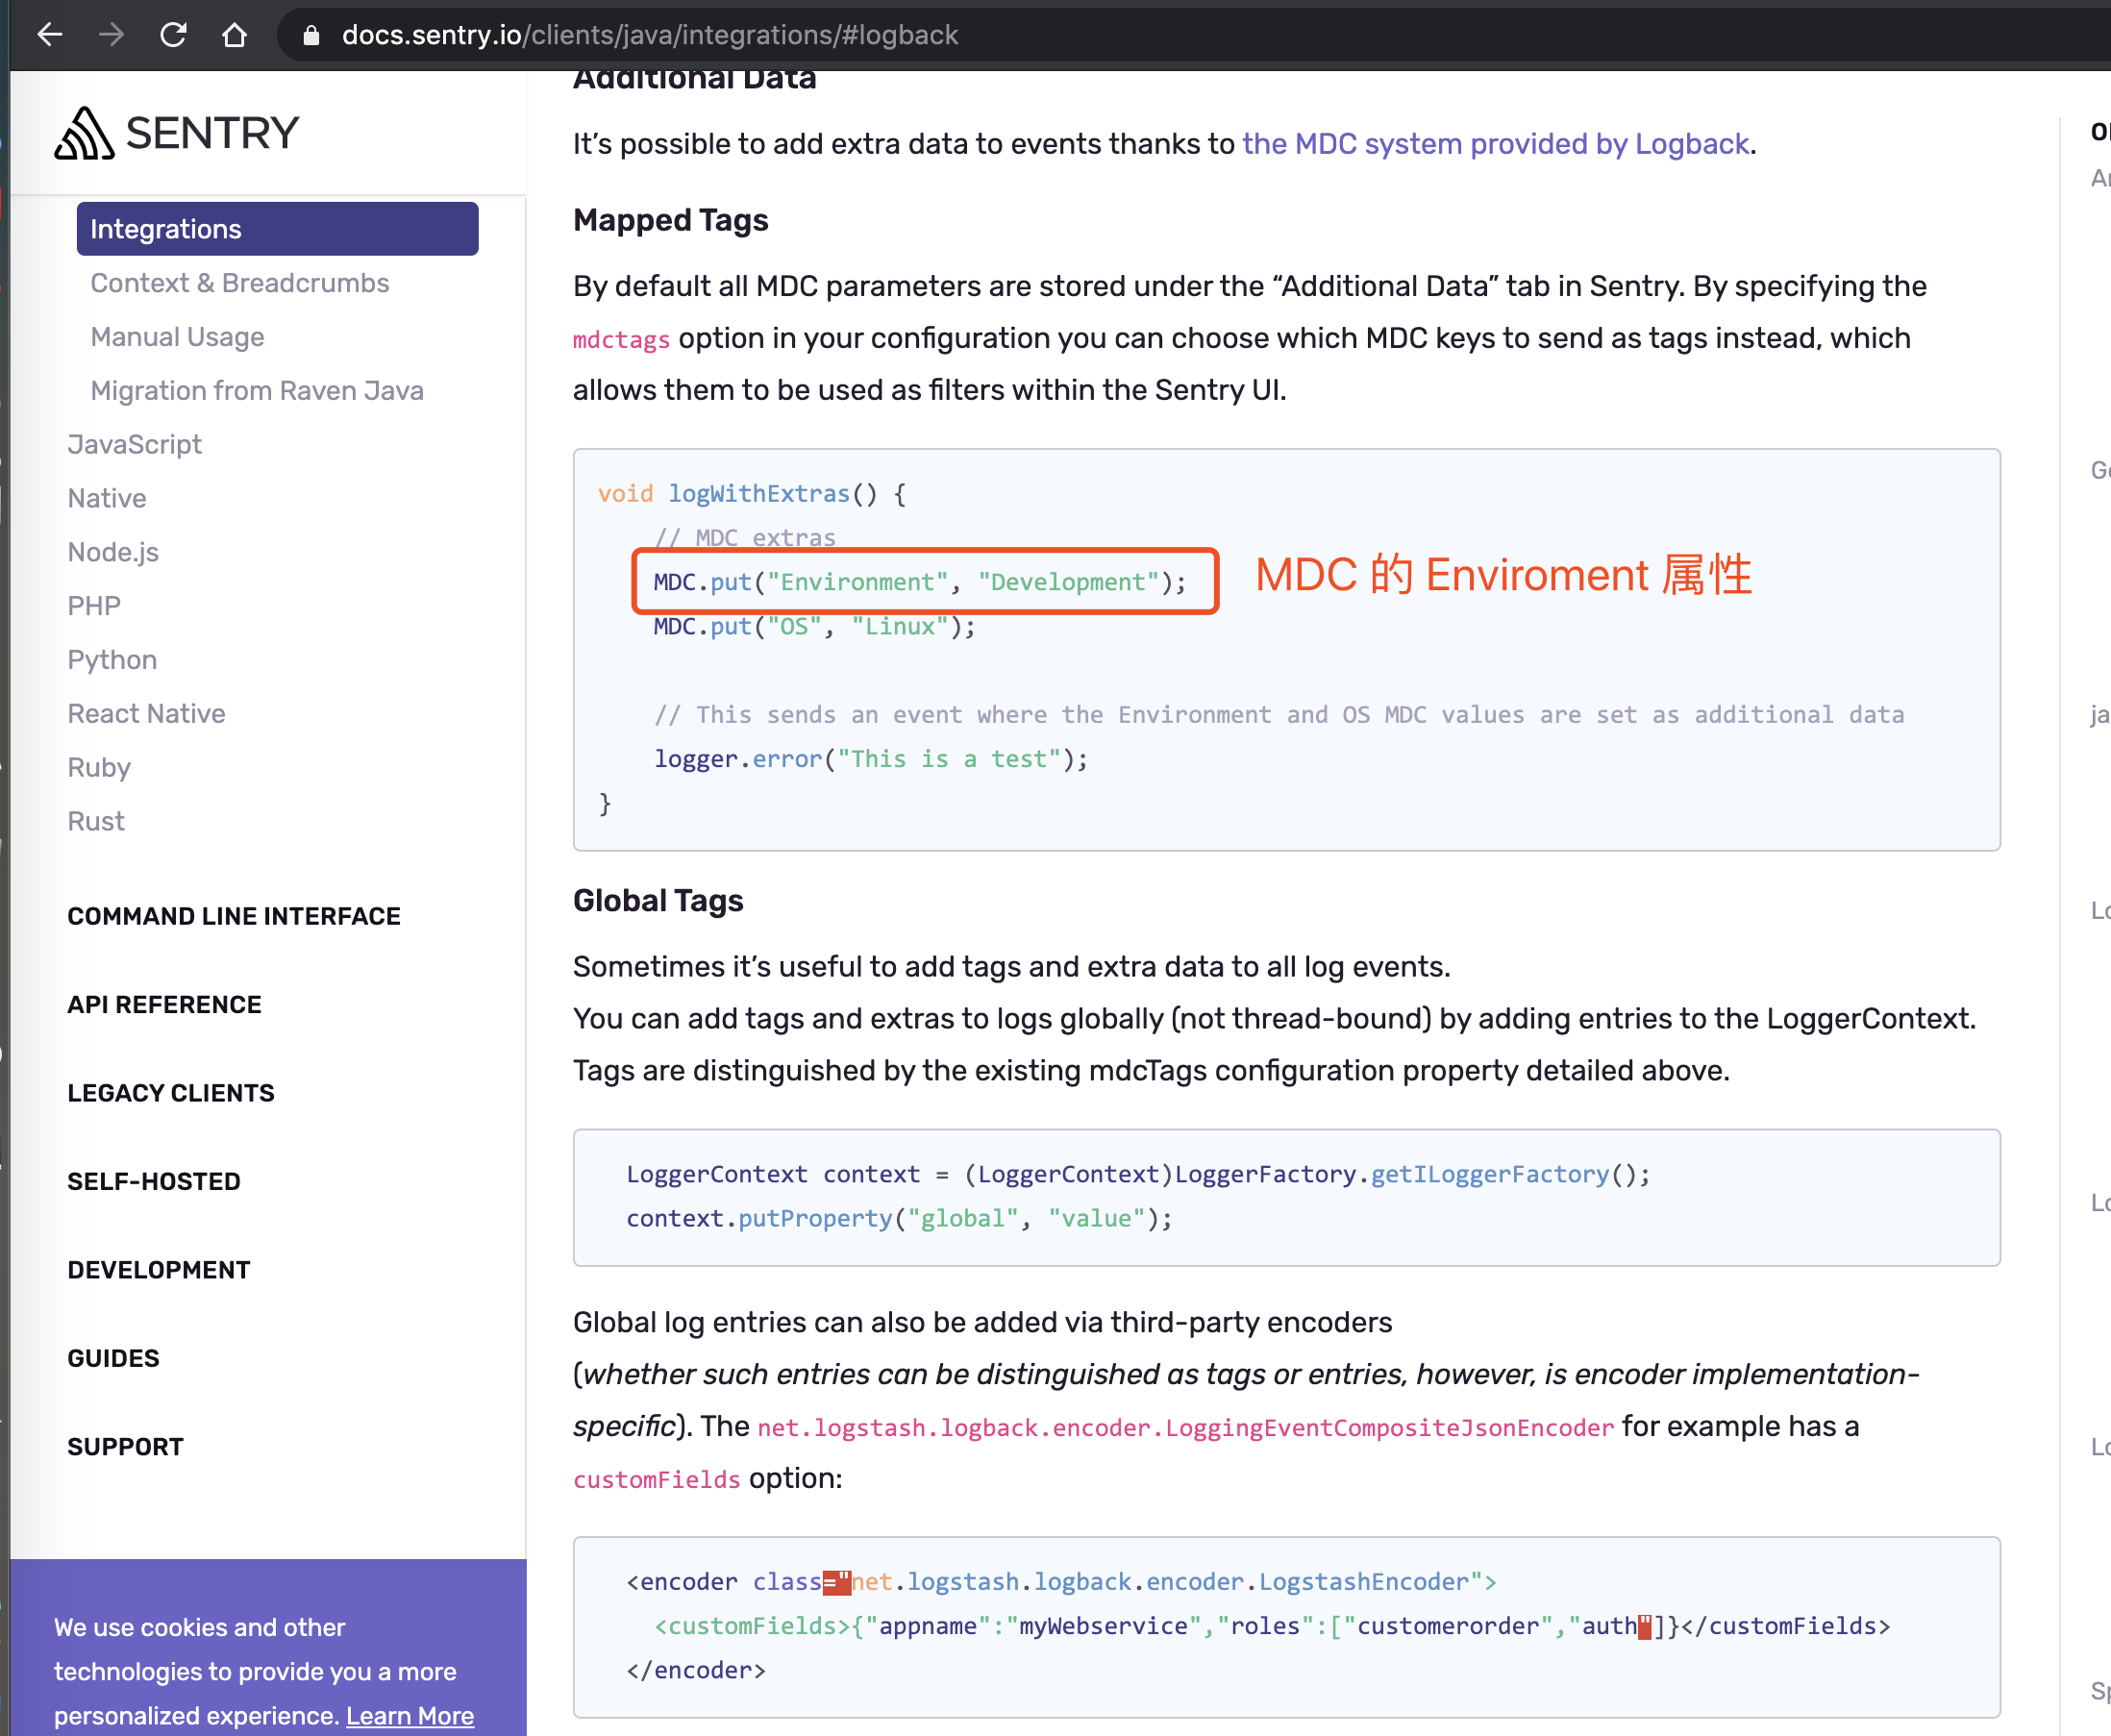 docs.sentry.io/clients/java/integrations/#logback
SENTRY
Integrations
Context & Breadcrumbs
Manual Usage
Migration from Raven Java
JavaScript
Native
Node.js
PHP
Python
React Native
Ruby
Rust
COMMAND LINE INTERFACE
API REFERENCE
LEGACY CLIENTS
SELF-HOSTED
DEVELOPMENT
GUIDES
SUPPORT
We use cookies and other
technologies to provide you a more
personalized experience. Learn More
Additional Data
It’s possible to add extra data to events thanks to the MDC system provided by Logback.
Mapped Tags
By default all MDC parameters are stored under the “Additional Data” tab in Sentry. By specifying the
mdctags option in your configuration you can choose which MDC keys to send as tags instead, which
allows them to be used as filters within the Sentry UI.
void logWithExtras() {
// MDC extras
MDC.put("Environment", "Development");
MDC 的 Enviroment 属性
MDC.put("OS", "Linux");
// This sends an event where the Environment and OS MDC values are set as additional data
logger.error("This is a test");
}
Global Tags
Sometimes it’s useful to add tags and extra data to all log events.
You can add tags and extras to logs globally (not thread-bound) by adding entries to the LoggerContext.
Tags are distinguished by the existing mdcTags configuration property detailed above.
LoggerContext context = (LoggerContext)LoggerFactory.getILoggerFactory();
context.putProperty("global", "value");
Global log entries can also be added via third-party encoders
(whether such entries can be distinguished as tags or entries, however, is encoder implementation-
specific). The net.logstash.logback.encoder.LoggingEventCompositeJsonEncoder for example has a
customFields option:
<encoder class="net.logstash.logback.encoder.LogstashEncoder">
<customFields>{"appname":"myWebservice","roles":["customerorder","auth"]}</customFields>
</encoder>